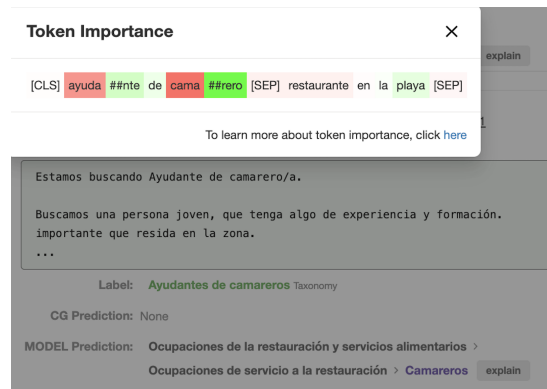 Token Importance
explain
[CLS] ayuda ##nte de cama ##rero [SEP] restaurante en la playa [SEP]
1
To learn more about token importance, click here
Estamos buscando Ayudante de camarero/a.
Buscamos una persona joven, que tenga algo de experiencia y formación.
importante que resida en la zona.
...
Label: Ayudantes de camareros Taxonomy
CG Prediction: None
MODEL Prediction: Ocupaciones de la restauración y servicios alimentarios >
Ocupaciones de servicio a la restauración > Camareros explain